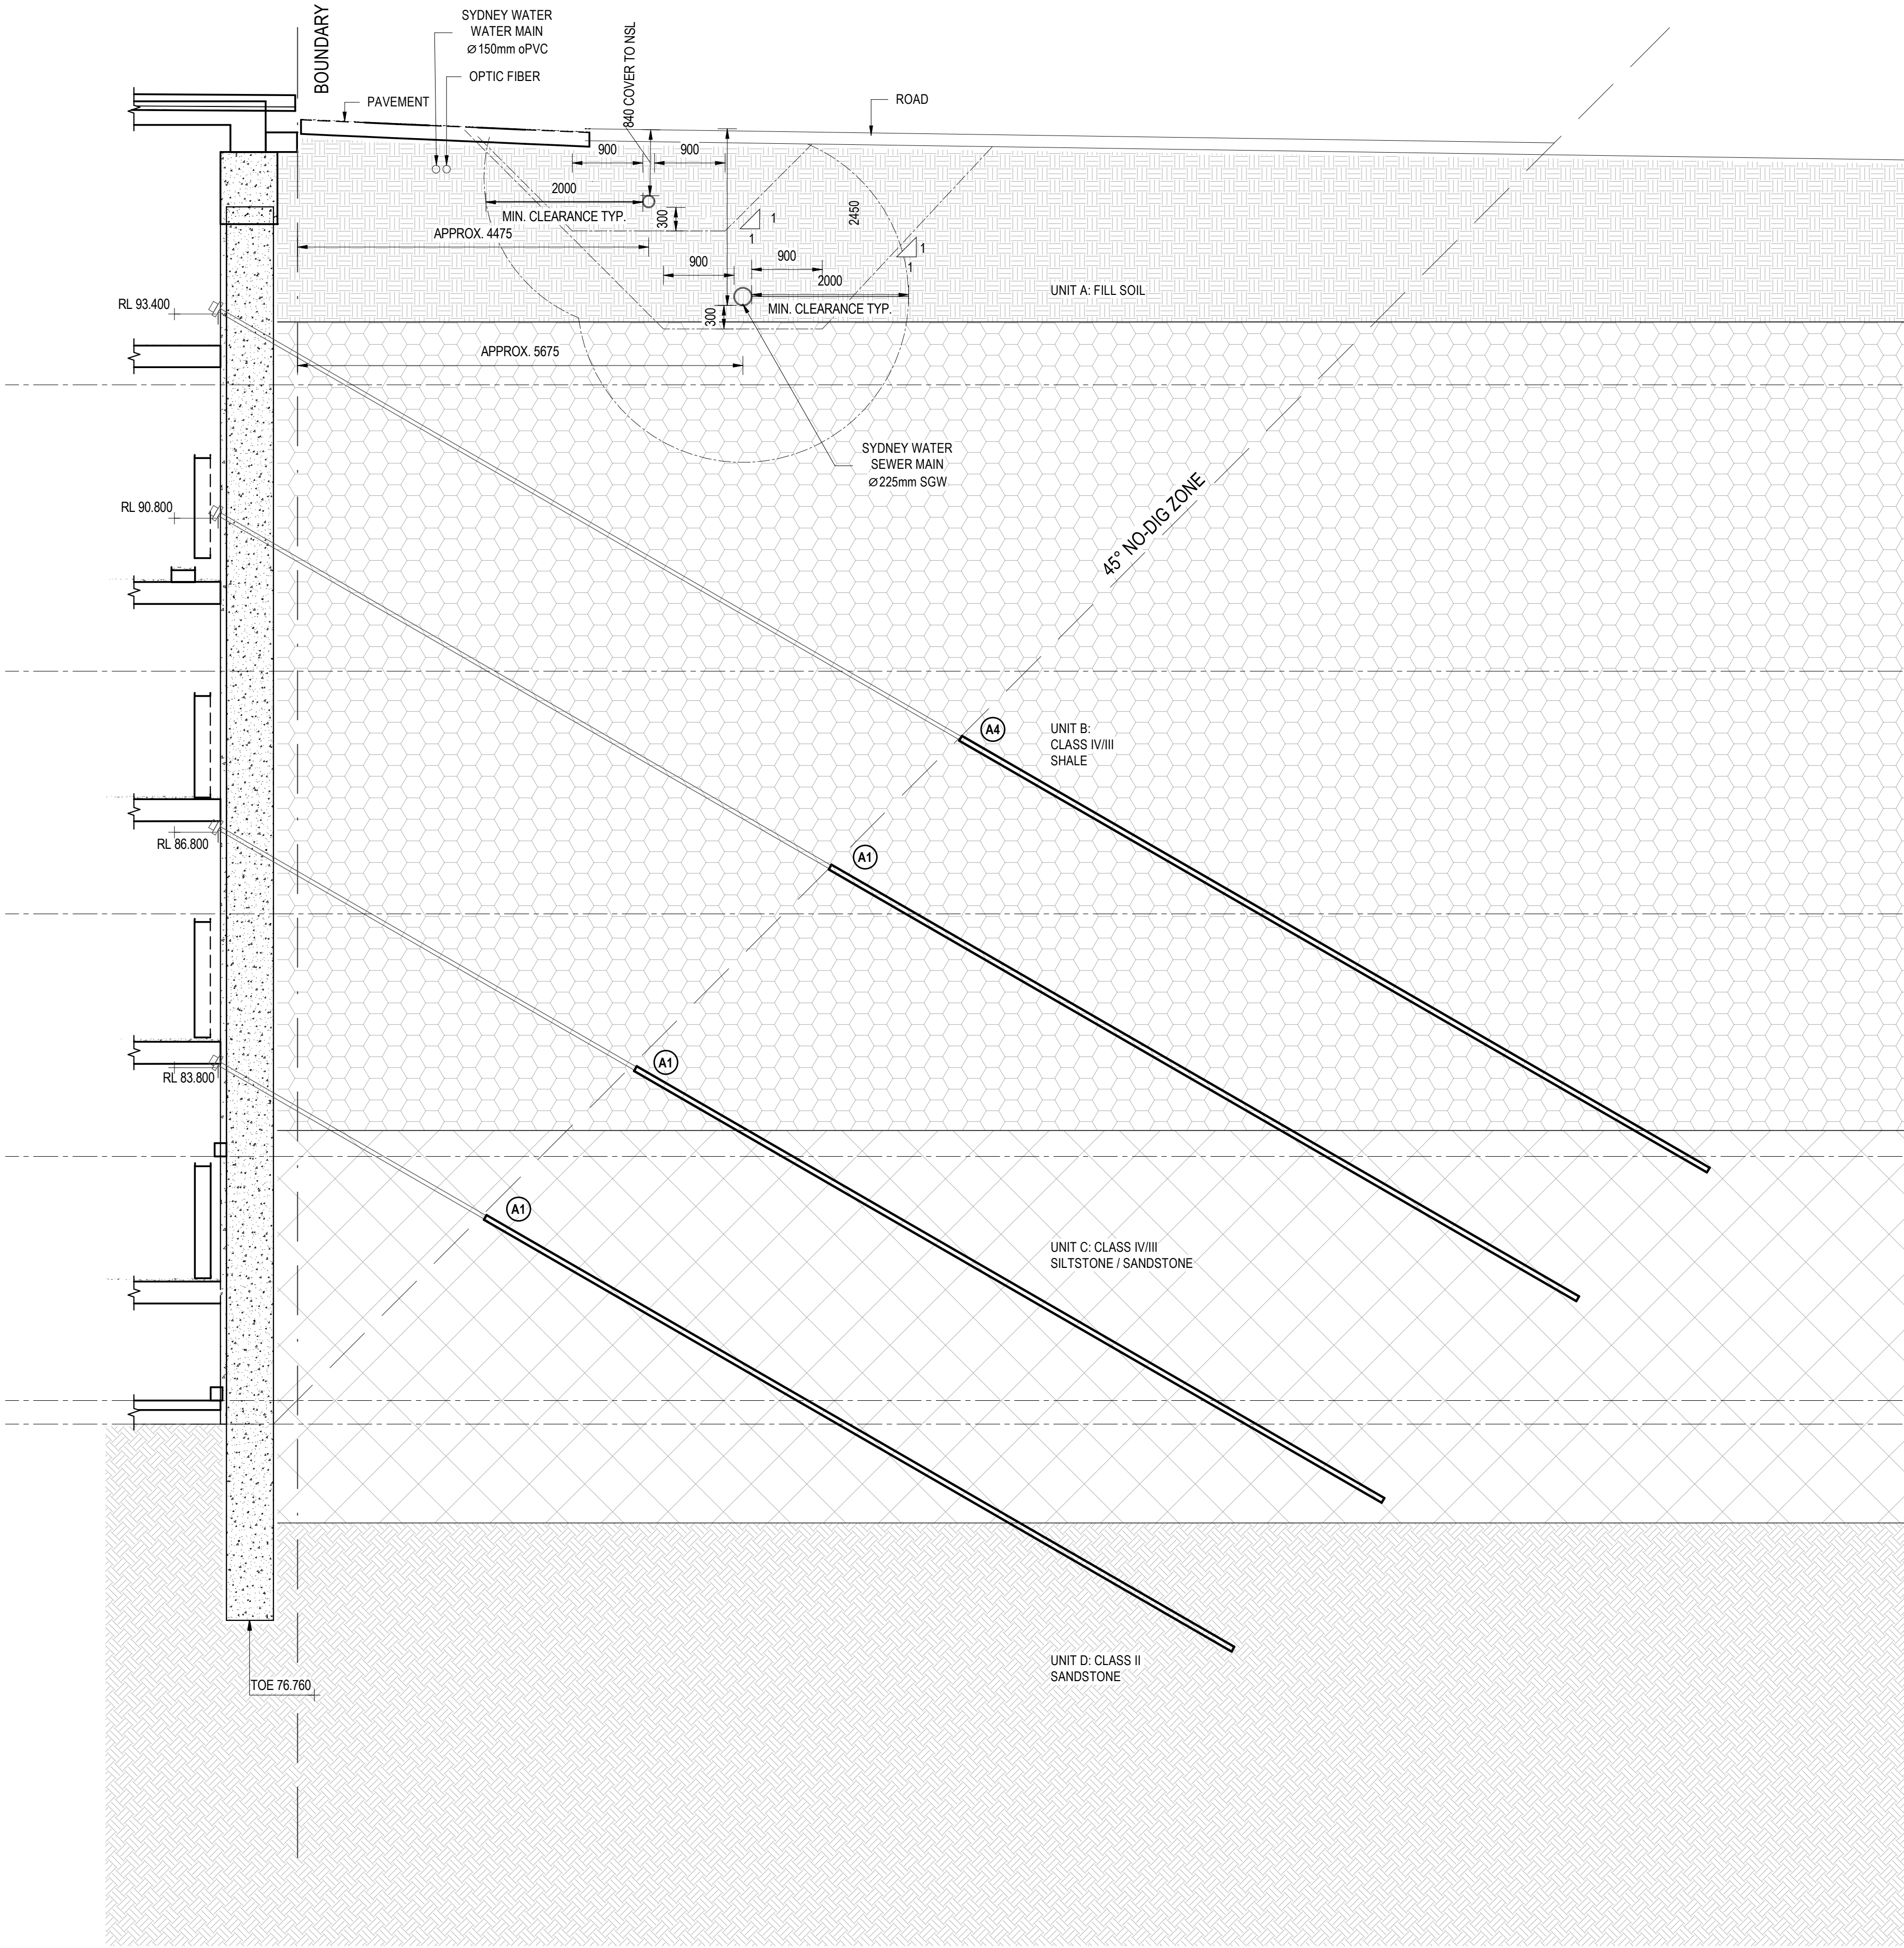 BOUNDARY
SYDNEY WATER
WATER MAIN
Ø150mm oPVC
OPTIC FIBER
PAVEMENT
840 COVER TO NSL
ROAD
900
900
2000
MIN. CLEARANCE TYP.
300
1
1
2450
APPROX. 4475
1
1
900
900
2000
MIN. CLEARANCE TYP.
300
UNIT A: FILL SOIL
RL 93.400
APPROX. 5675
SYDNEY WATER
SEWER MAIN
Ø225mm SGW
RL 90.800
45° NO-DIG ZONE
A4
UNIT B:
CLASS IV/III
SHALE
RL 86.800
A1
A1
RL 83.800
A1
UNIT C: CLASS IV/III
SILTSTONE / SANDSTONE
UNIT D: CLASS II
SANDSTONE
TOE 76.760